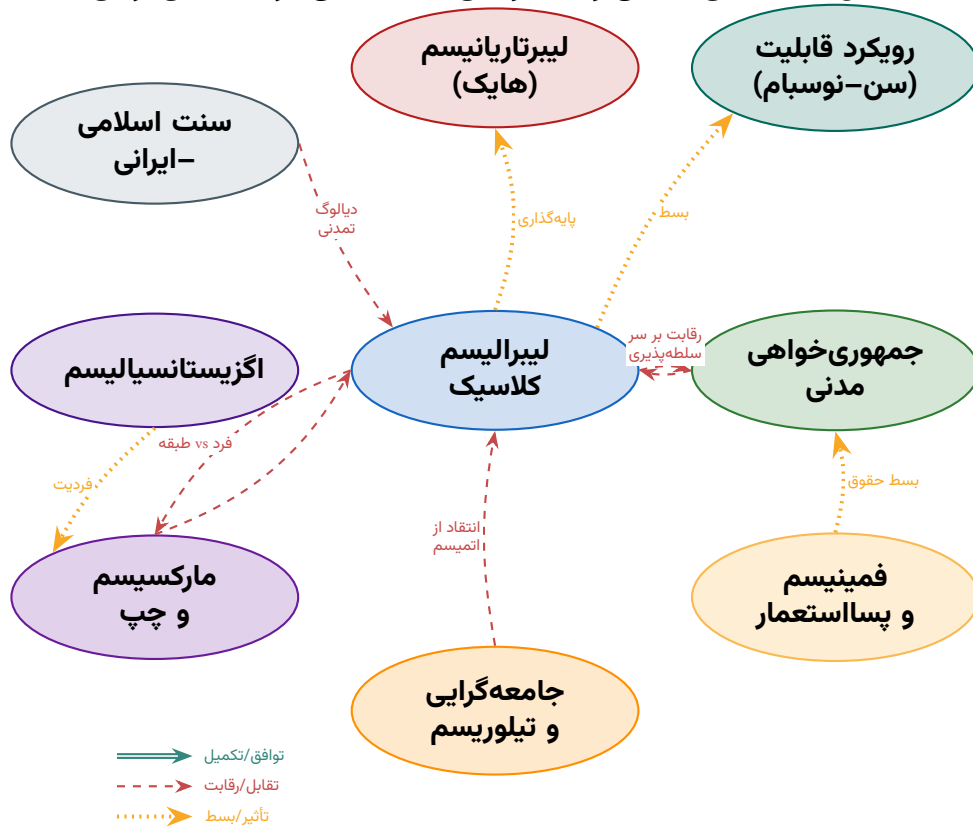 لیبرتاریانیسم
(هایک)
رویکرد قابلیت
(سن–نوسبام)
سنت اسلامی
–ایرانی
دیالوگ
تمدنی
پایه‌گذاری
بسط
اگزیستانسیالیسم
لیبرالیسم
کلاسیک
رقابت بر سر
سلطه‌پذیری
جمهوری‌خواهی
مدنی
فرد vs طبقه
فردیت
انتقاد از
اتمیسم
بسط حقوق
مارکسیسم
و چپ
فمینیسم
و پسااستعمار
جامعه‌گرایی
و تیلوریسم
توافق/تکمیل
تقابل/رقابت
تأثیر/بسط